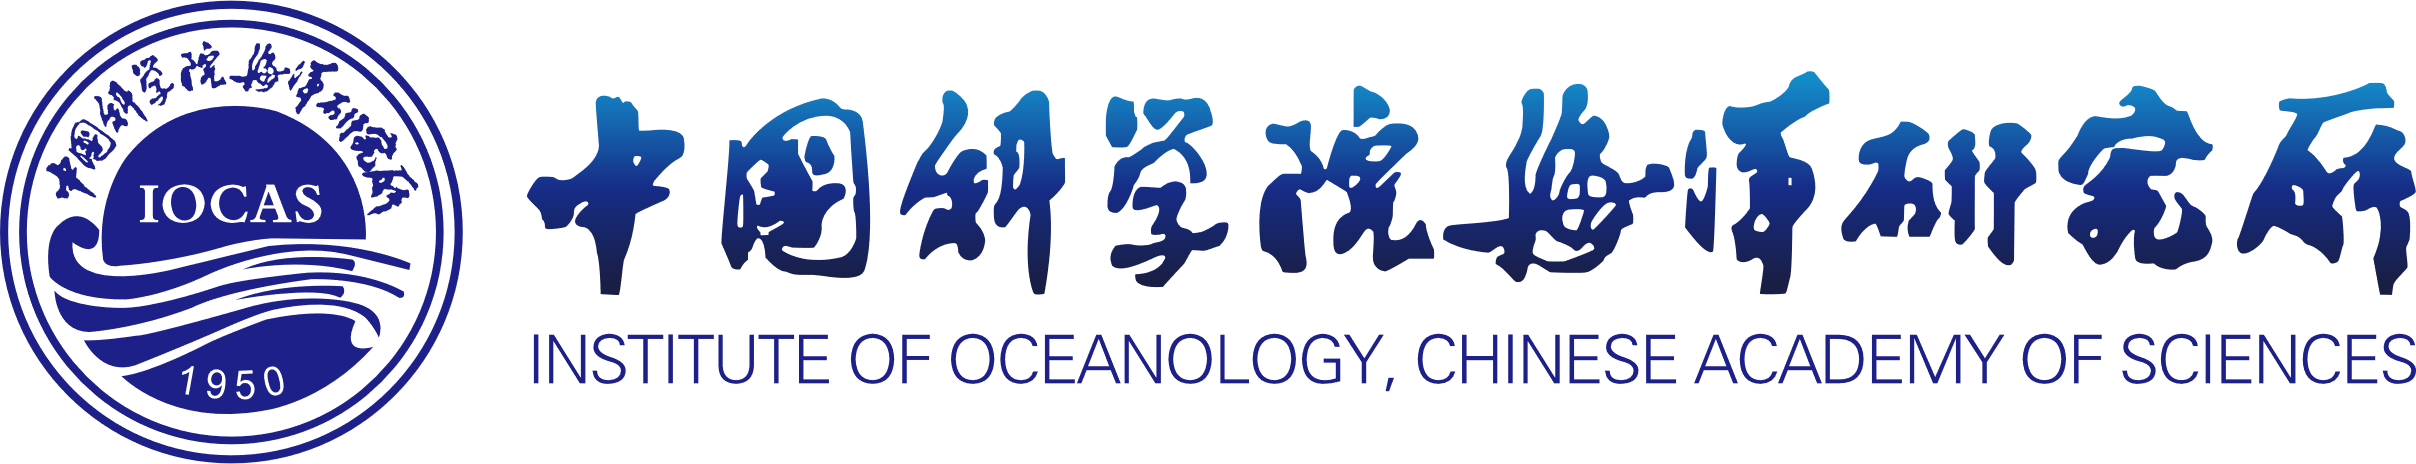 中国科学院海洋研究所
IOCAS
1950
中国科学院海洋研究所
INSTITUTE OF OCEANOLOGY, CHINESE ACADEMY OF SCIENCES